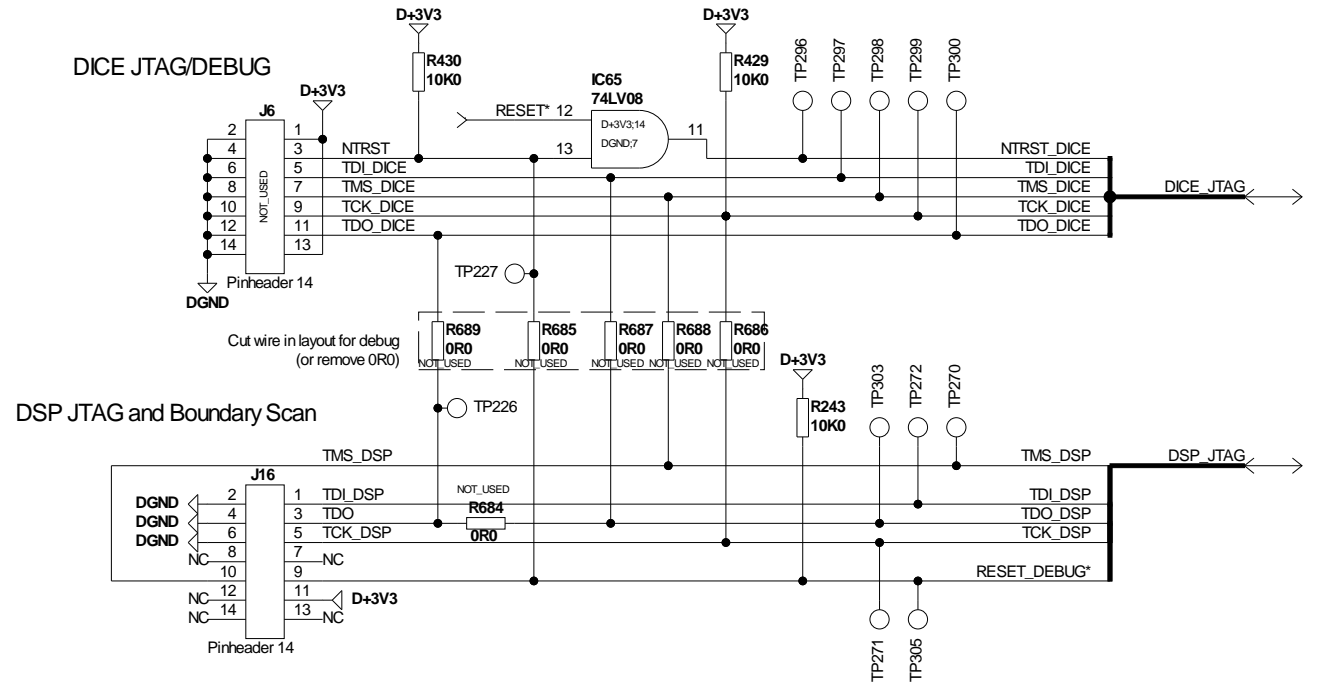 D+3V3
D+3V3
DICE JTAG/DEBUG
R430
10K0
IC65
74LV08
R429
10K0
TP296
TP297
TP298
TP299
TP300
D+3V3
J6
RESET* 12
D+3V3;14
DGND;7
11
13
2 1
4 3 NTRST NTRST_DICE
6 5 TDI_DICE TDI_DICE
8 7 TMS_DICE TMS_DICE DICE_JTAG
10 9 TCK_DICE TCK_DICE
12 11 TDO_DICE TDO_DICE
14 13
NOT_USED
Pinheader 14
DGND
TP227
Cut wire in layout for debug
(or remove 0R0)
R689
0R0
NOT_USED
R685
0R0
NOT_USED
R687
0R0
NOT_USED
R688
0R0
NOT_USED
R686
0R0
NOT_USED
D+3V3
R243
10K0
TP303
TP272
TP270
DSP JTAG and Boundary Scan
TP226
TMS_DSP TMS_DSP DSP_JTAG
J16
NOT_USED
R684
0R0
DGND 2 1 TDI_DSP TDI_DSP
DGND 4 3 TDO TDO_DSP
DGND 6 5 TCK_DSP TCK_DSP
NC 8 7 NC
10 9 RESET_DEBUG*
NC 12 11 D+3V3
NC 14 13 NC
Pinheader 14
TP271
TP305